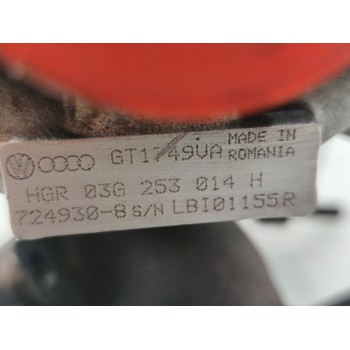 GT1749VA MADE IN ROMANIA
HGR 03G 253 014 H
724930-8 S/N LBI01155R